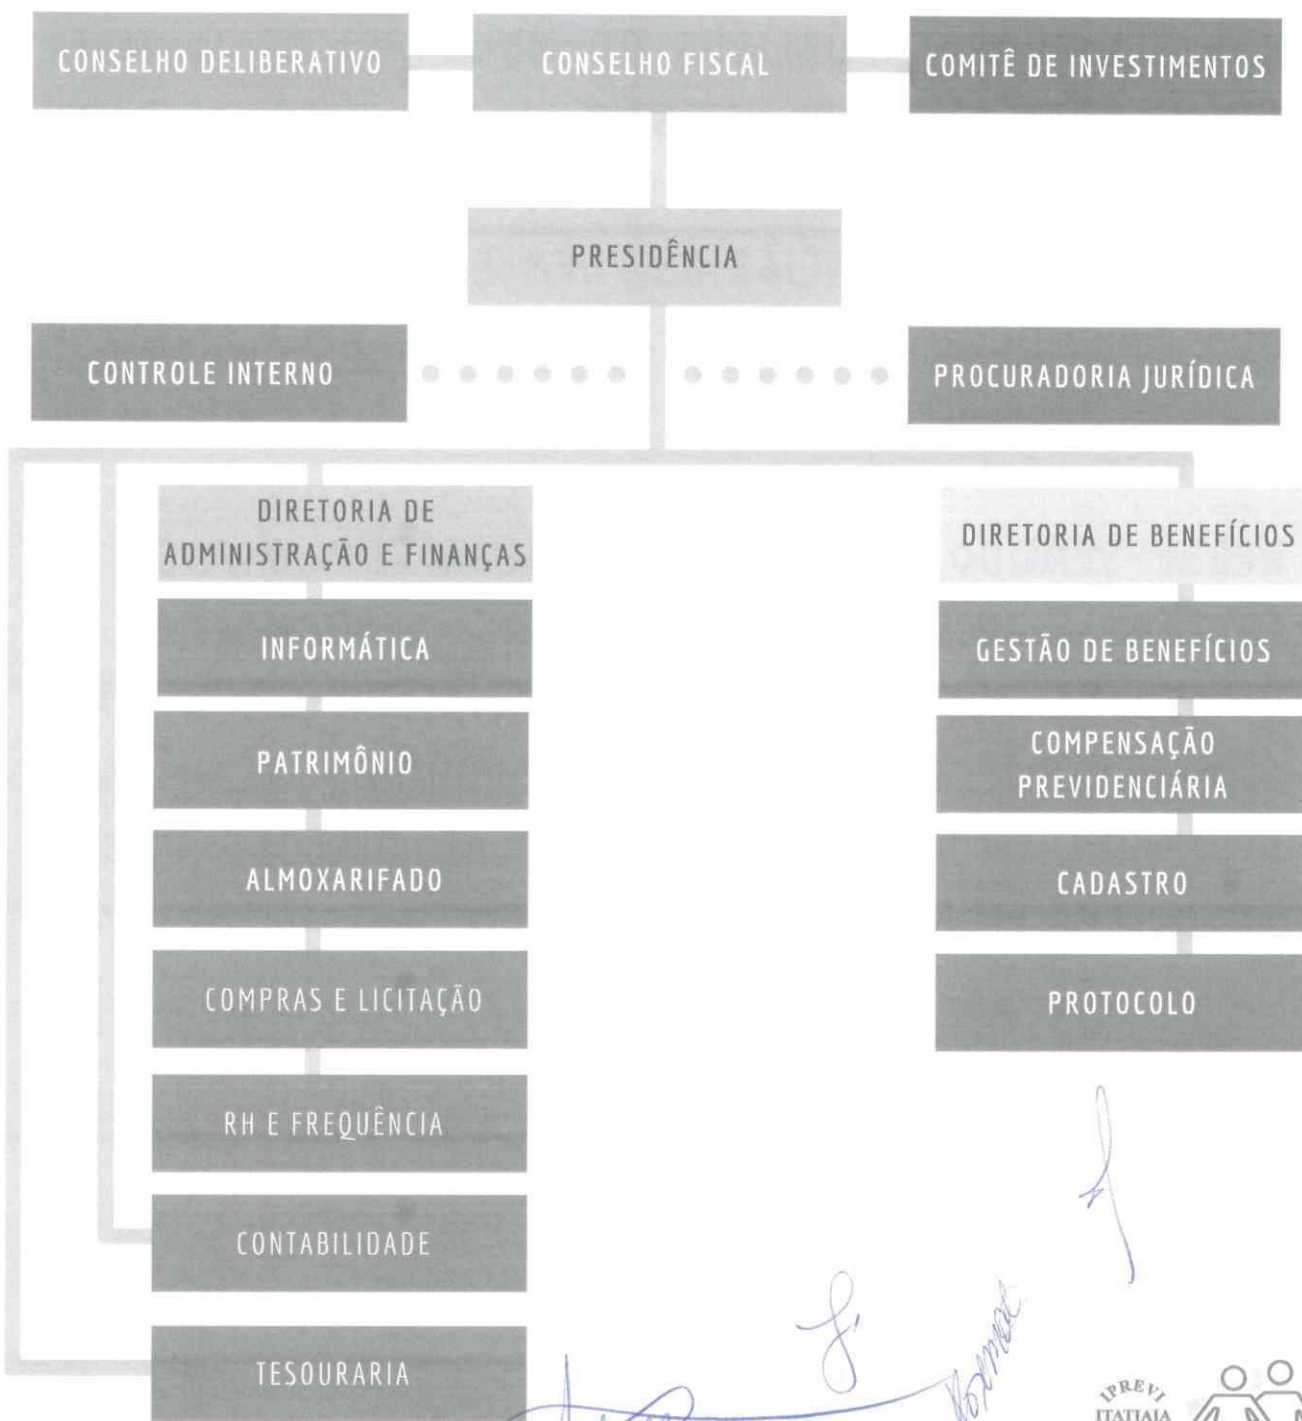 CONSELHO DELIBERATIVO
CONSELHO FISCAL
COMITÊ DE INVESTIMENTOS
PRESIDÊNCIA
CONTROLE INTERNO
PROCURADORIA JURÍDICA
DIRETORIA DE
ADMINISTRAÇÃO E FINANÇAS
INFORMÁTICA
PATRIMÔNIO
ALMOXARIFADO
COMPRAS E LICITAÇÃO
RH E FREQUÊNCIA
CONTABILIDADE
TESOURARIA
DIRETORIA DE BENEFÍCIOS
GESTÃO DE BENEFÍCIOS
COMPENSAÇÃO
PREVIDENCIÁRIA
CADASTRO
PROTOCOLO
IPREVI
ITATIAIA